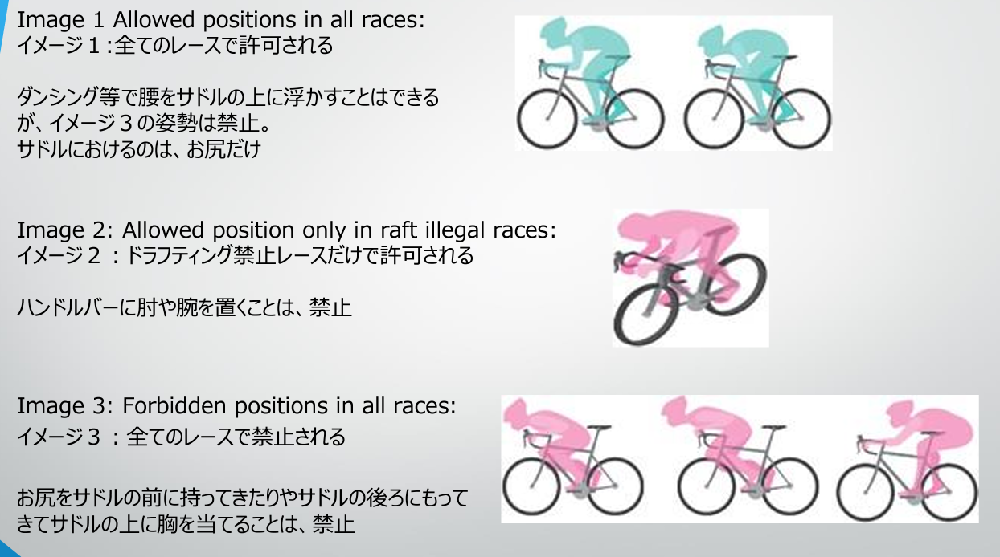 Image 1 Allowed positions in all races:
イメージ１:全てのレースで許可される
ダンシング等で腰をサドルの上に浮かすことはできる
が、イメージ３の姿勢は禁止。
サドルにおけるのは、お尻だけ
Image 2: Allowed position only in raft illegal races:
イメージ２：ドラフティング禁止レースだけで許可される
ハンドルバーに肘や腕を置くことは、禁止
Image 3: Forbidden positions in all races:
イメージ３：全てのレースで禁止される
お尻をサドルの前に持ってきたりやサドルの後ろにもって
きてサドルの上に胸を当てることは、禁止